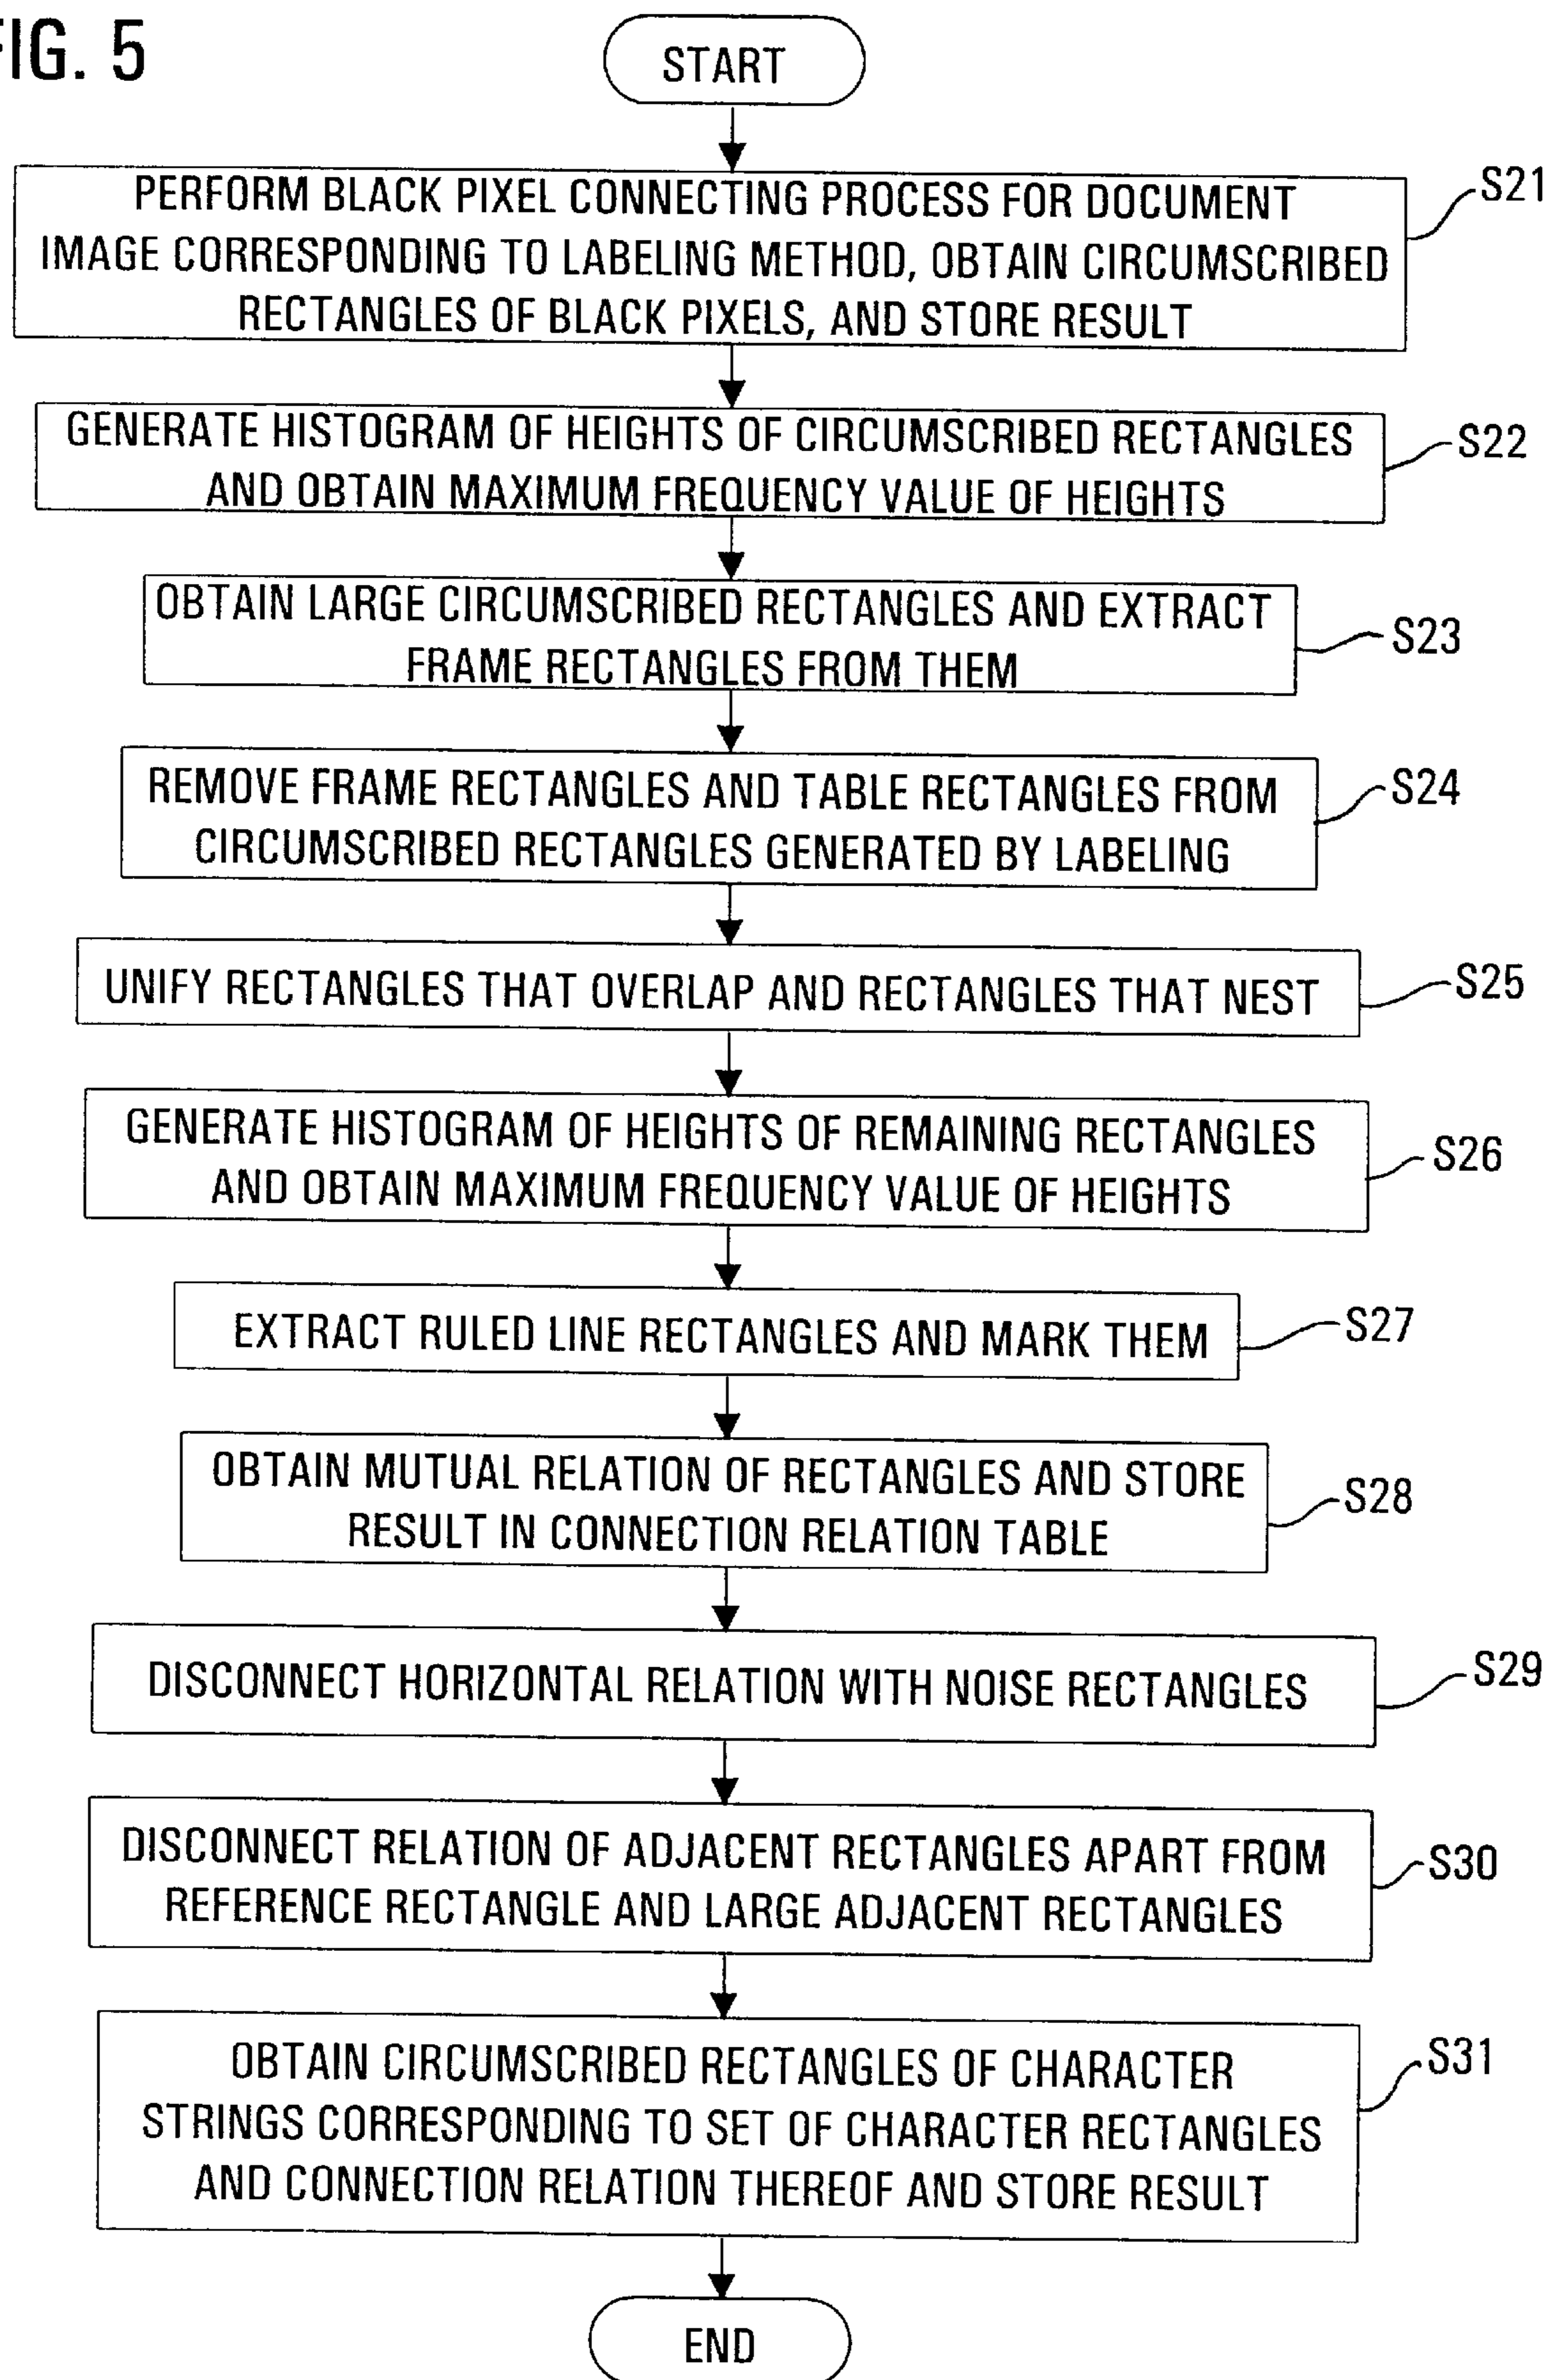 FIG. 5
START
PERFORM BLACK PIXEL CONNECTING PROCESS FOR DOCUMENT
IMAGE CORRESPONDING TO LABELING METHOD, OBTAIN CIRCUMSCRIBED
RECTANGLES OF BLACK PIXELS, AND STORE RESULT
S21
GENERATE HISTOGRAM OF HEIGHTS OF CIRCUMSCRIBED RECTANGLES
AND OBTAIN MAXIMUM FREQUENCY VALUE OF HEIGHTS
S22
OBTAIN LARGE CIRCUMSCRIBED RECTANGLES AND EXTRACT
FRAME RECTANGLES FROM THEM
S23
REMOVE FRAME RECTANGLES AND TABLE RECTANGLES FROM
CIRCUMSCRIBED RECTANGLES GENERATED BY LABELING
S24
UNIFY RECTANGLES THAT OVERLAP AND RECTANGLES THAT NEST
S25
GENERATE HISTOGRAM OF HEIGHTS OF REMAINING RECTANGLES
AND OBTAIN MAXIMUM FREQUENCY VALUE OF HEIGHTS
S26
EXTRACT RULED LINE RECTANGLES AND MARK THEM
S27
OBTAIN MUTUAL RELATION OF RECTANGLES AND STORE
RESULT IN CONNECTION RELATION TABLE
S28
DISCONNECT HORIZONTAL RELATION WITH NOISE RECTANGLES
S29
DISCONNECT RELATION OF ADJACENT RECTANGLES APART FROM
REFERENCE RECTANGLE AND LARGE ADJACENT RECTANGLES
S30
OBTAIN CIRCUMSCRIBED RECTANGLES OF CHARACTER
STRINGS CORRESPONDING TO SET OF CHARACTER RECTANGLES
AND CONNECTION RELATION THEREOF AND STORE RESULT
S31
END